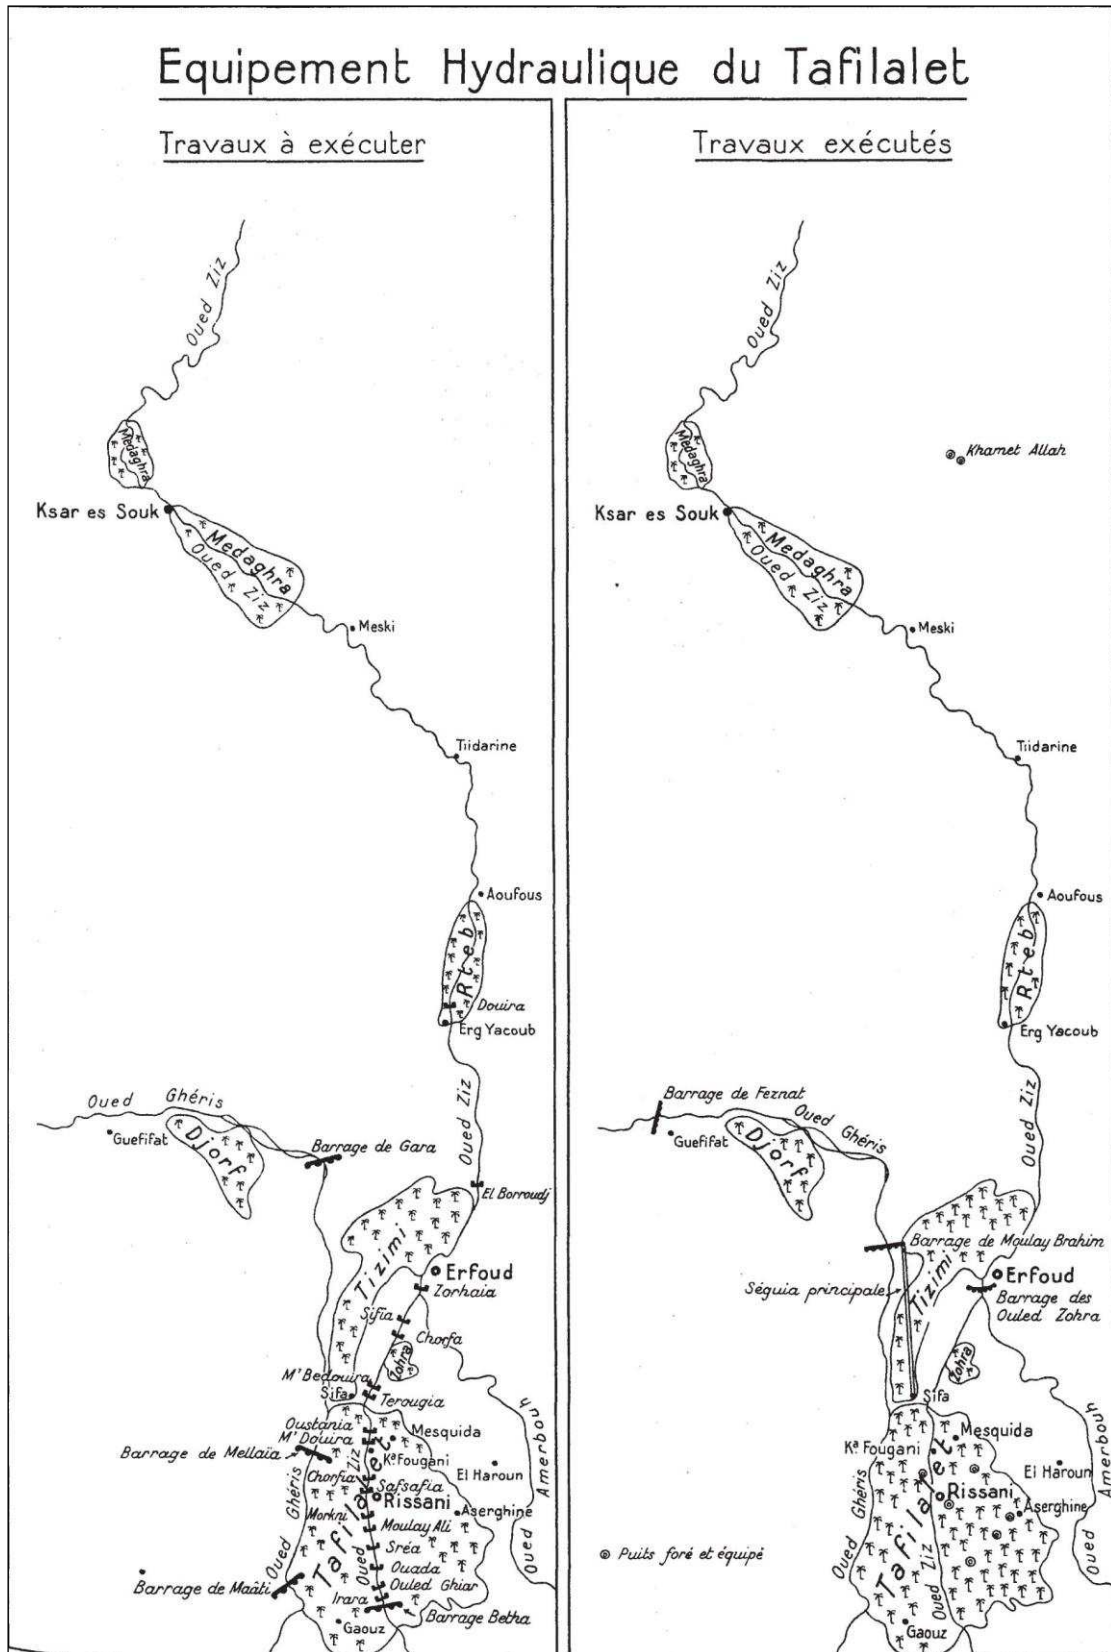 Equipement Hydraulique du Tafilalet
Travaux à exécuter
Oued Ziz
Medaghra
Ksar es Souk
Medaghra
Oued Ziz
Meski
Tiidarine
Aoufous
Rteb
Douira
Erg Yacoub
Oued Ziz
Oued Ghéris
Guefifat
Djorf
Barrage de Gara
El Borroudj
Tizimi
Erfoud
Zorhaia
Sifia
Chorfa
Zohra
M'Bedouira
Sifa
Terougia
Oustania
M'Douira
Mesquida
Barrage de Mellaïa
Kª Fougani
El Haroun
Chorfia
Safsafia
Rissani
Aserghine
Morkni
Moulay Ali
Sréa
Ouada
Ouled Ghiar
Irara
Barrage de Maâti
Barrage Betha
Gaouz
Oued Ghéris
Tafilalet
Oued Ziz
Oued Amerbouh
Travaux exécutés
Oued Ziz
Khamet Allah
Medaghra
Ksar es Souk
Medaghra
Oued Ziz
Meski
Tiidarine
Aoufous
Rteb
Erg Yacoub
Oued Ziz
Barrage de Feznat
Oued Ghéris
Guefifat
Djorf
Barrage de Moulay Brahim
Séguia principale
Tizimi
Erfoud
Barrage des
Ouled Zohra
Zohra
Sifa
Mesquida
Kª Fougani
El Haroun
Rissani
Aserghine
Oued Ghéris
Tafilalet
Oued Ziz
Oued Amerbouh
Puits foré et équipé
Gaouz